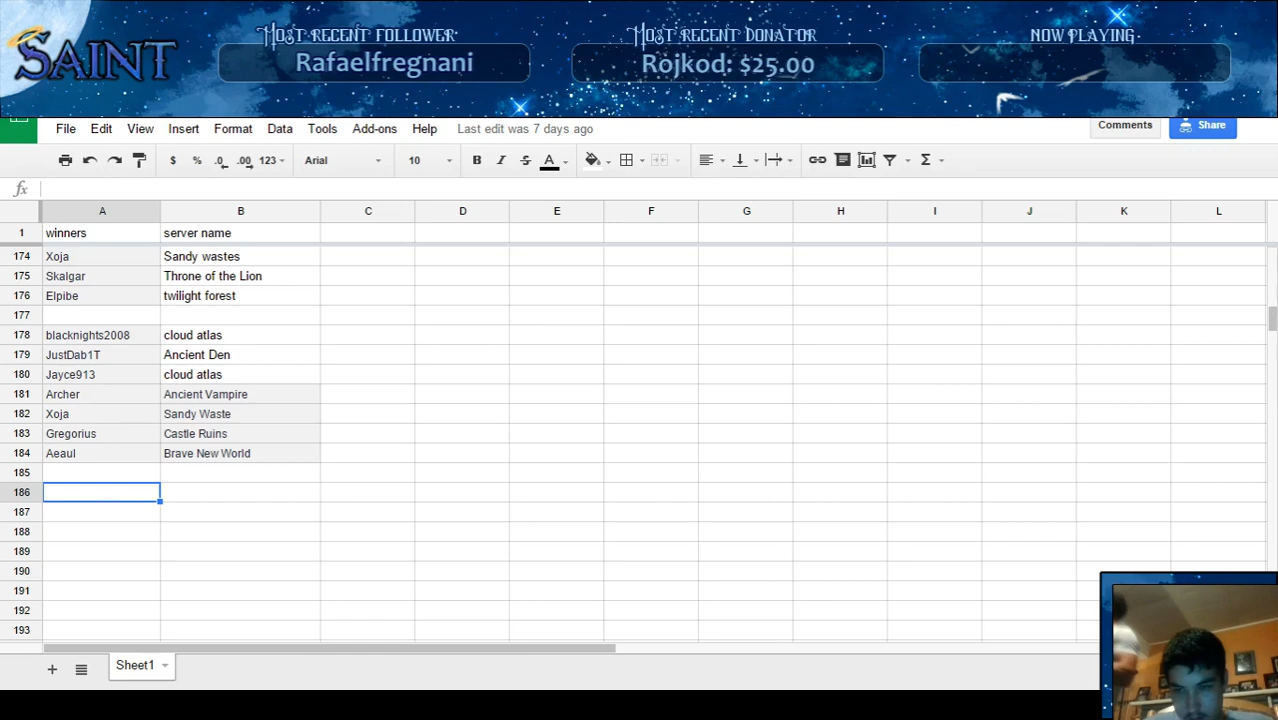 SAINT
MOST RECENT FOLLOWER
Rafaelfregnani
MOST RECENT DONATOR
Rojkod: $25.00
NOW PLAYING
File Edit View Insert Format Data Tools Add-ons Help Last edit was 7 days ago Comments Share
$ % .0 .00 123 Arial 10 B I S A Σ
fx
A B C D E F G H I J K L
1 winners server name
174 Xoja Sandy wastes
175 Skalgar Throne of the Lion
176 Elpibe twilight forest
177
178 blacknights2008 cloud atlas
179 JustDab1T Ancient Den
180 Jayce913 cloud atlas
181 Archer Ancient Vampire
182 Xoja Sandy Waste
183 Gregorius Castle Ruins
184 Aeaul Brave New World
185
186
187
188
189
190
191
192
193
+ Sheet1